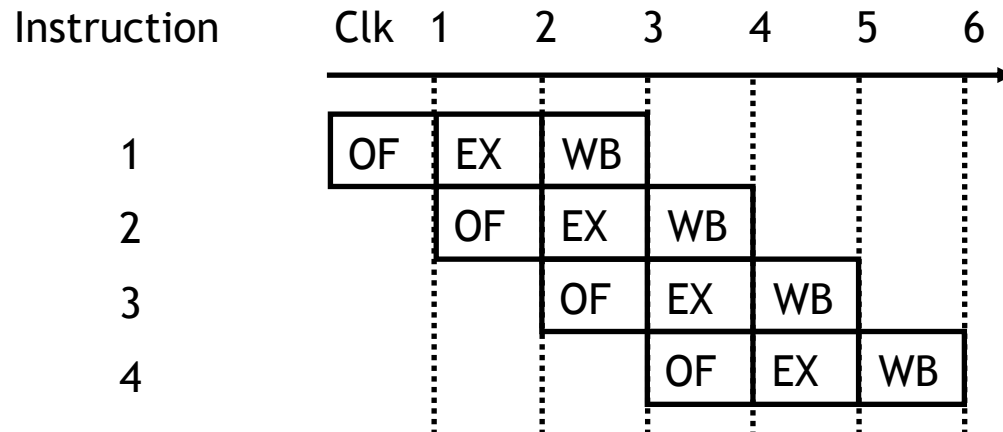 Instruction Clk 1 2 3 4 5 6
1 OF EX WB
2 OF EX WB
3 OF EX WB
4 OF EX WB